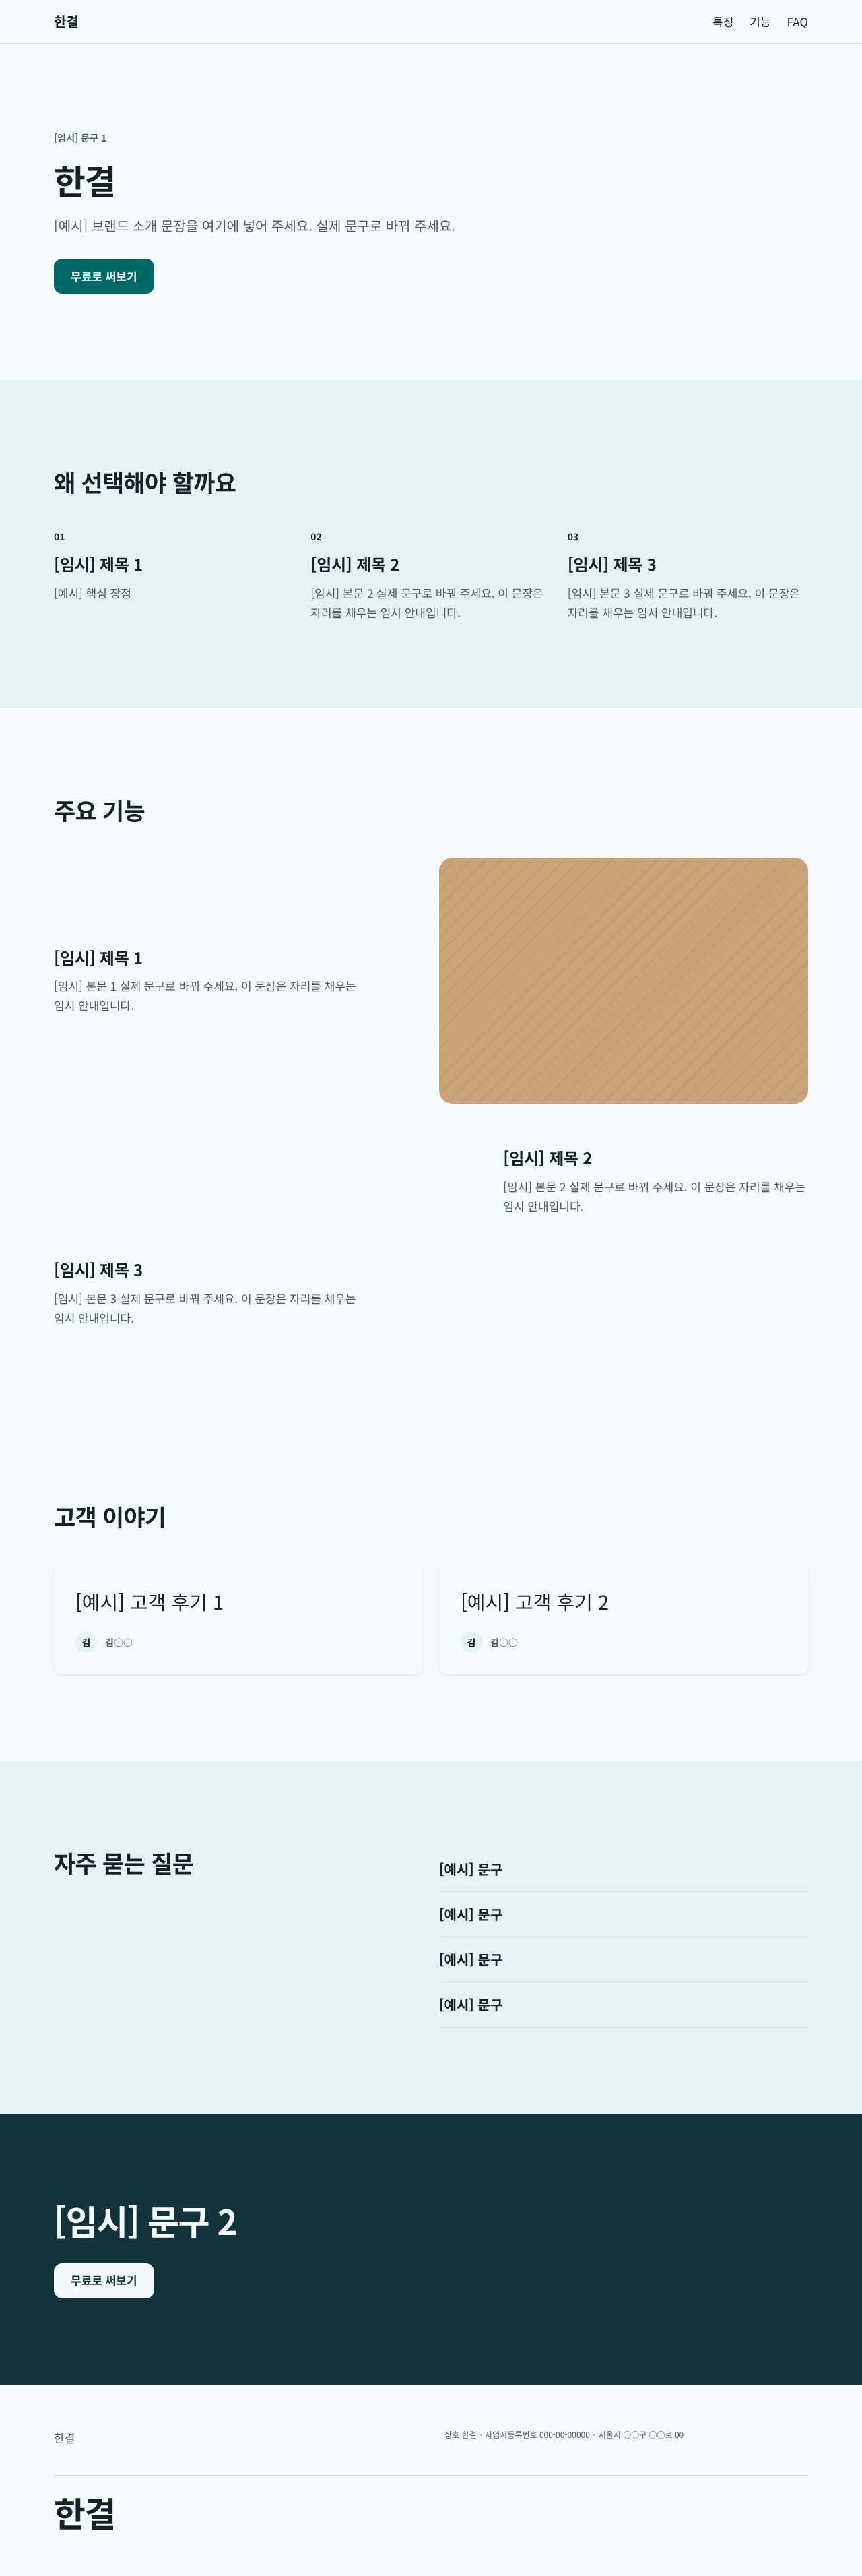 한결
특징 기능 FAQ
[임시] 문구 1
한결
[예시] 브랜드 소개 문장을 여기에 넣어 주세요. 실제 문구로 바꿔 주세요.
무료로 써보기
왜 선택해야 할까요
01
[임시] 제목 1
[예시] 핵심 장점
02
[임시] 제목 2
[임시] 본문 2 실제 문구로 바꿔 주세요. 이 문장은
자리를 채우는 임시 안내입니다.
03
[임시] 제목 3
[임시] 본문 3 실제 문구로 바꿔 주세요. 이 문장은
자리를 채우는 임시 안내입니다.
주요 기능
[임시] 제목 1
[임시] 본문 1 실제 문구로 바꿔 주세요. 이 문장은 자리를 채우는
임시 안내입니다.
[임시] 제목 2
[임시] 본문 2 실제 문구로 바꿔 주세요. 이 문장은 자리를 채우는
임시 안내입니다.
[임시] 제목 3
[임시] 본문 3 실제 문구로 바꿔 주세요. 이 문장은 자리를 채우는
임시 안내입니다.
고객 이야기
[예시] 고객 후기 1
김 김〇〇
[예시] 고객 후기 2
김 김〇〇
자주 묻는 질문
[예시] 문구
[예시] 문구
[예시] 문구
[예시] 문구
[임시] 문구 2
무료로 써보기
한결
상호 한결 · 사업자등록번호 000-00-00000 · 서울시 〇〇구 〇〇로 00
한결